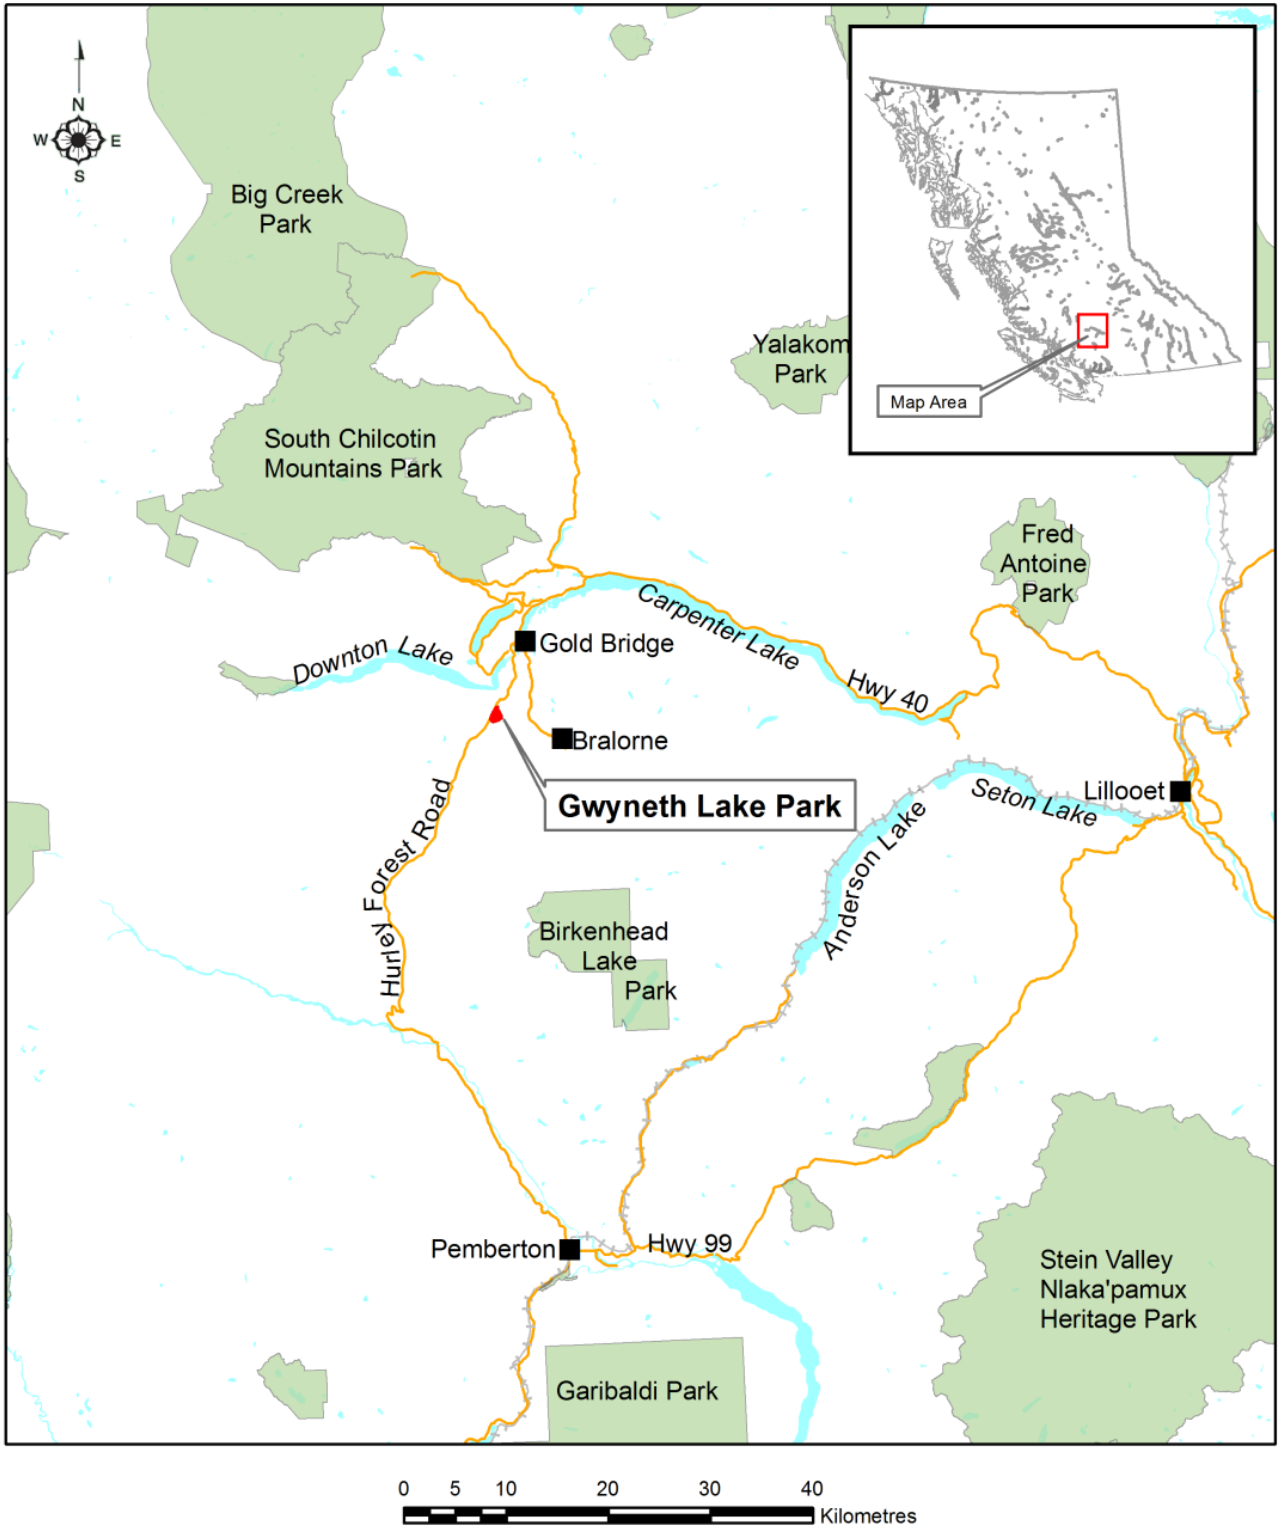 N
W E
S
Big Creek
Park
Yalakom
Park
Map Area
South Chilcotin
Mountains Park
Fred
Antoine
Park
Carpenter Lake
Gold Bridge
Downton Lake
Hwy 40
Bralorne
Gwyneth Lake Park
Seton Lake
Lillooet
Hurley Forest Road
Anderson Lake
Birkenhead
Lake
Park
Pemberton
Hwy 99
Stein Valley
Nlaka'pamux
Heritage Park
Garibaldi Park
0 5 10 20 30 40
Kilometres